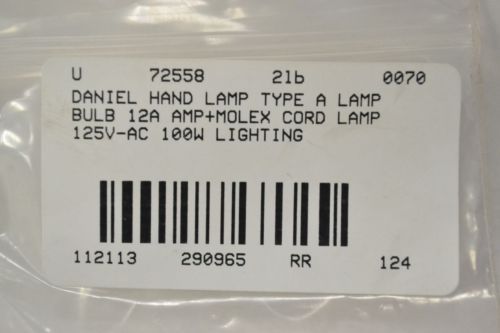 U 72558 2lb 0070
DANIEL HAND LAMP TYPE A LAMP
BULB 12A AMP+MOLEX CORD LAMP
125V-AC 100W LIGHTING
112113 290965 RR 124